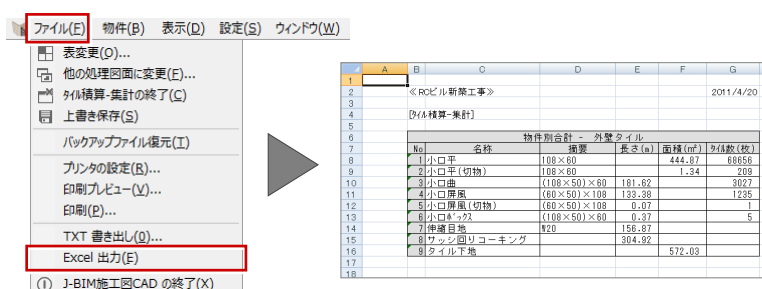 ファイル(F) 物件(B) 表示(D) 設定(S) ウィンドウ(W)
表変更(O)...
他の処理図面に変更(F)...
タイル積算-集計の終了(C)
上書き保存(S)
バックアップファイル復元(T)
プリンタの設定(R)...
印刷プレビュー(V)...
印刷(P)...
TXT 書き出し(0)...
Excel 出力(E)
J-BIM施工図CAD の終了(X)
A B C D E F G
1
2 ≪RCビル新築工事≫ 2011/4/20
3
4 [タイル積算-集計]
5
6 物件別合計 - 外壁タイル
7 No 名称 摘要 長さ(m) 面積(㎡) タイル数(枚)
8 1 小口平 108×60 444.87 68656
9 2 小口平(切物) 108×60 1.34 209
10 3 小口曲 (108×50)×60 181.62 3027
11 4 小口屏風 (60×50)×108 133.38 1235
12 5 小口屏風(切物) (60×50)×108 0.07 1
13 6 小口ボックス (108×50)×60 0.37 5
14 7 伸縮目地 W20 156.87
15 8 サッシ回りコーキング 304.92
16 9 タイル下地 572.03
17
18